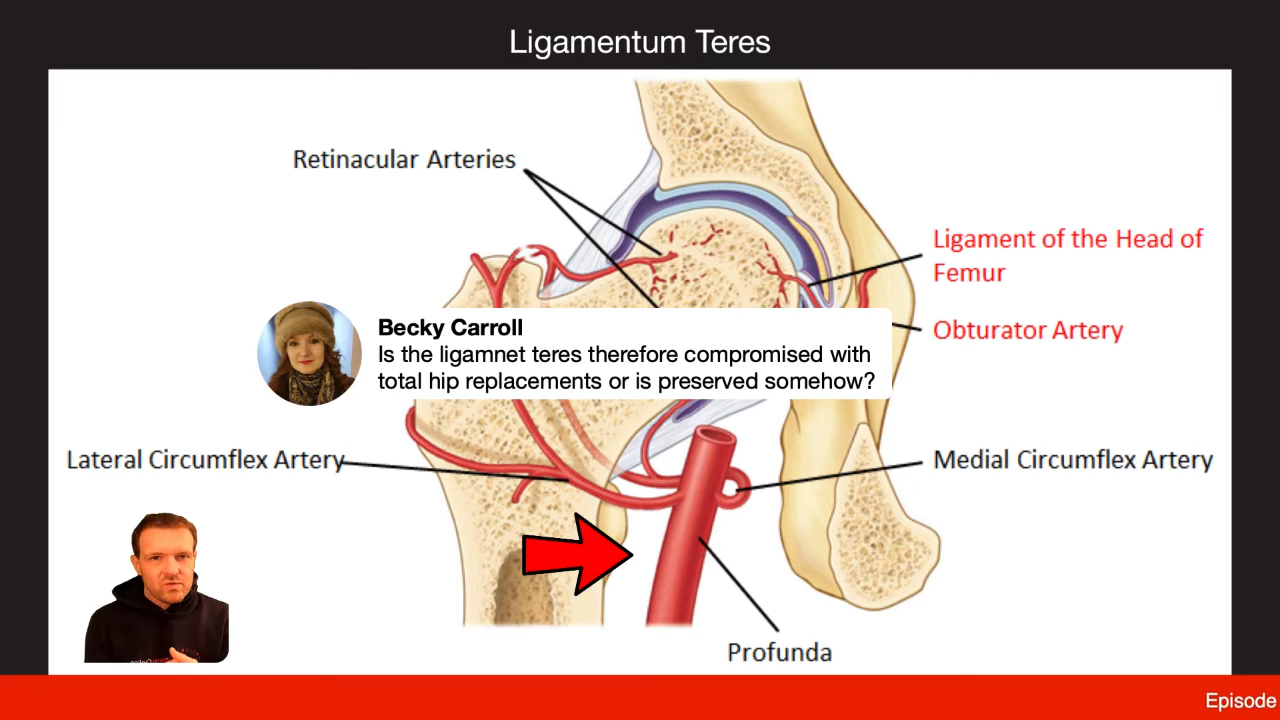 Ligamentum Teres
Retinacular Arteries
Ligament of the Head of
Femur
Obturator Artery
Becky Carroll
Is the ligamnet teres therefore compromised with
total hip replacements or is preserved somehow?
Lateral Circumflex Artery
Medial Circumflex Artery
Profunda
Episode